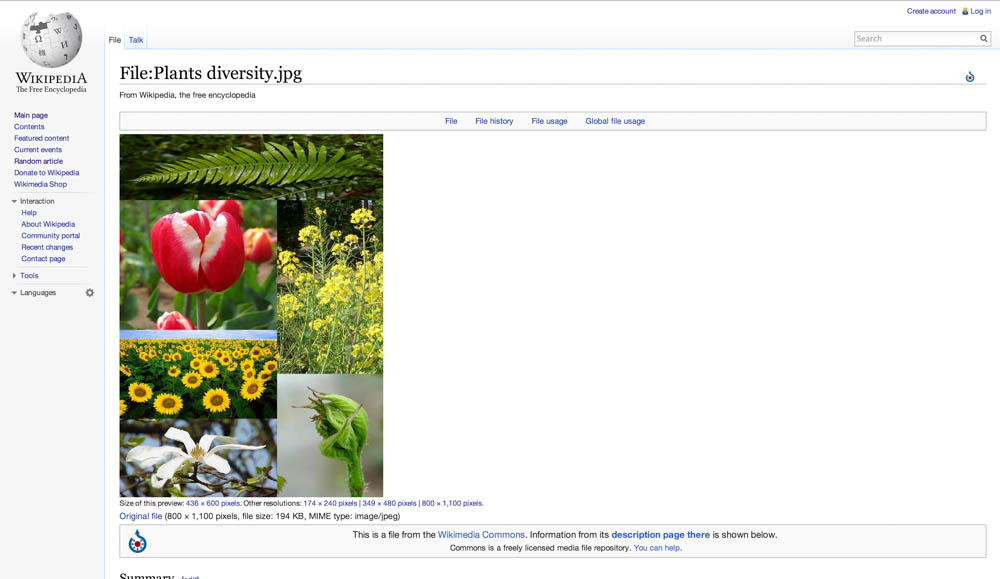 Create account Log in
File Talk
Search
WIKIPEDIA
The Free Encyclopedia
Main page
Contents
Featured content
Current events
Random article
Donate to Wikipedia
Wikimedia Shop
Interaction
Help
About Wikipedia
Community portal
Recent changes
Contact page
Tools
Languages
File:Plants diversity.jpg
From Wikipedia, the free encyclopedia
File File history File usage Global file usage
Size of this preview: 436 × 600 pixels. Other resolutions: 174 × 240 pixels | 349 × 480 pixels | 800 × 1,100 pixels.
Original file (800 × 1,100 pixels, file size: 194 KB, MIME type: image/jpeg)
This is a file from the Wikimedia Commons. Information from its description page there is shown below.
Commons is a freely licensed media file repository. You can help.
Summary [edit]